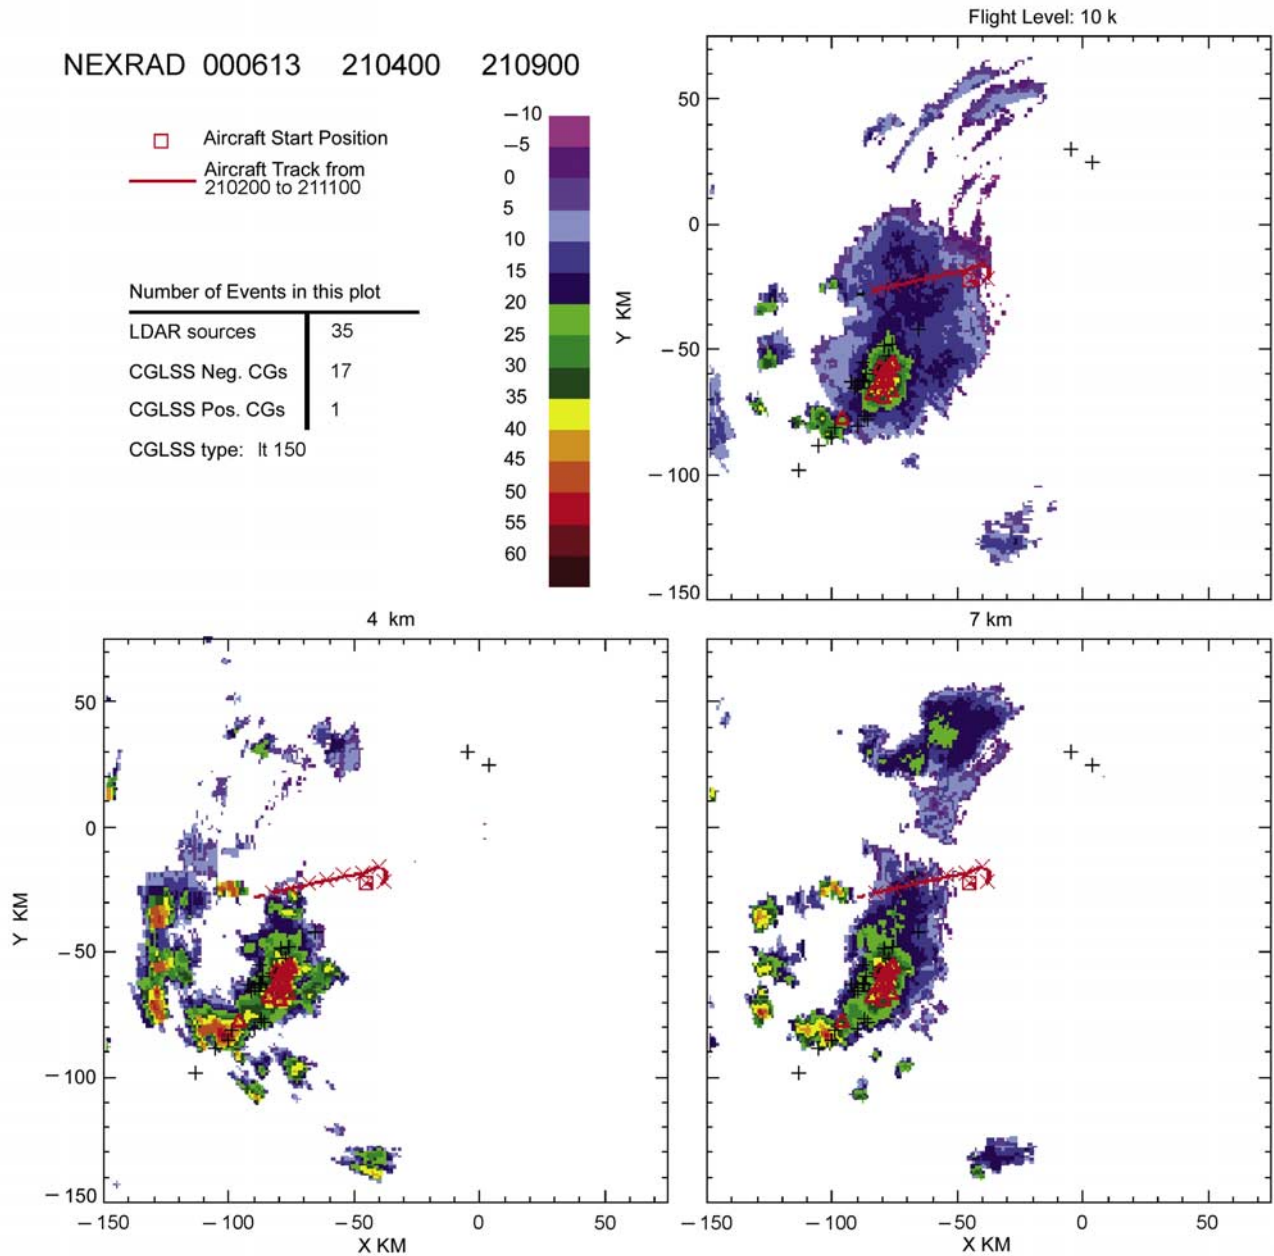 Flight Level: 10 k
NEXRAD 000613 210400 210900
Aircraft Start Position
Aircraft Track from
210200 to 211100
Number of Events in this plot
LDAR sources 35
CGLSS Neg. CGs 17
CGLSS Pos. CGs 1
CGLSS type: lt 150
−10
−5
0
5
10
15
20
25
30
35
40
45
50
55
60
Y KM
50
0
−50
−100
−150
4 km
Y KM
50
0
−50
−100
−150
−150 −100 −50 0 50
X KM
7 km
−150 −100 −50 0 50
X KM